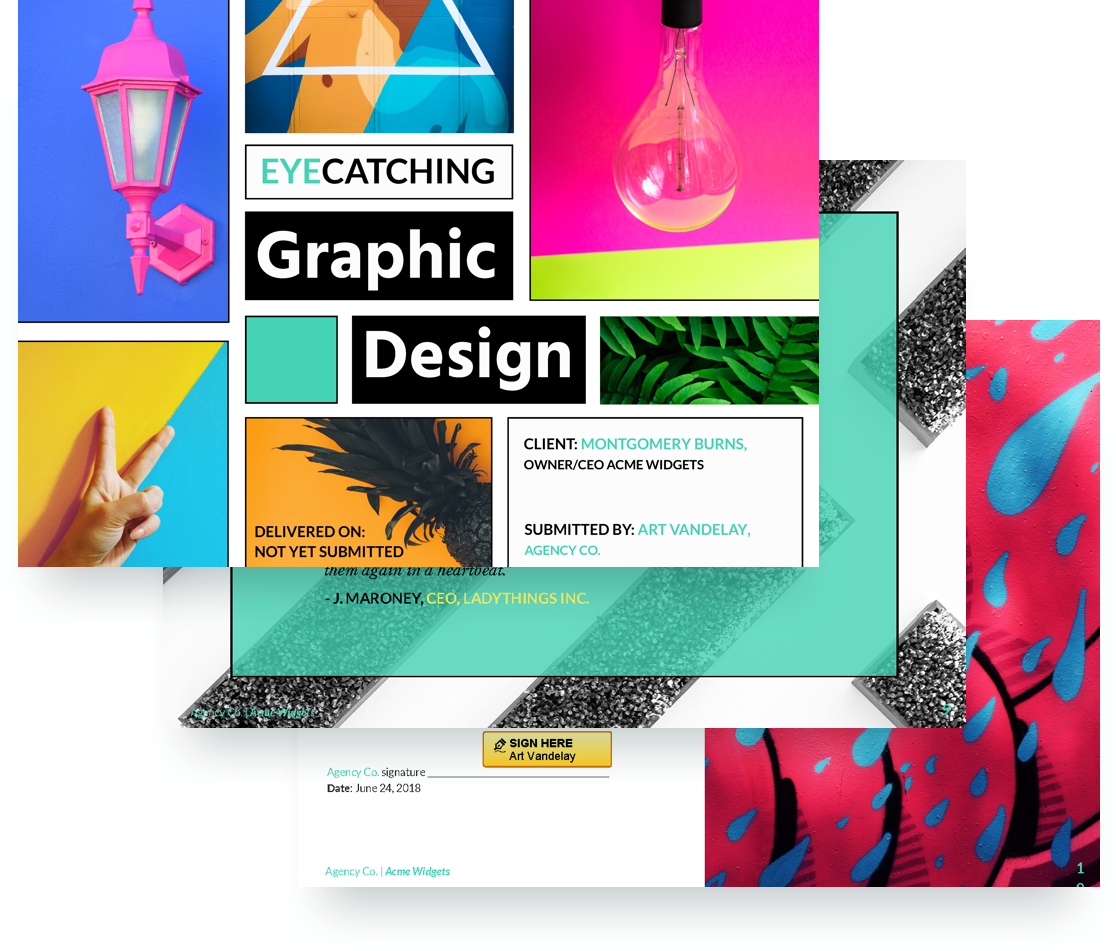 EYECATCHING
Graphic
Design
CLIENT: MONTGOMERY BURNS,
OWNER/CEO ACME WIDGETS
DELIVERED ON:
NOT YET SUBMITTED
SUBMITTED BY: ART VANDELAY,
AGENCY CO.
them again in a heartbeat.
- J. MARONEY, CEO, LADYTHINGS INC.
Agency Co. | Acme Widgets
9
SIGN HERE
Art Vandelay
Agency Co. signature
Date: June 24, 2018
Agency Co. | Acme Widgets
1